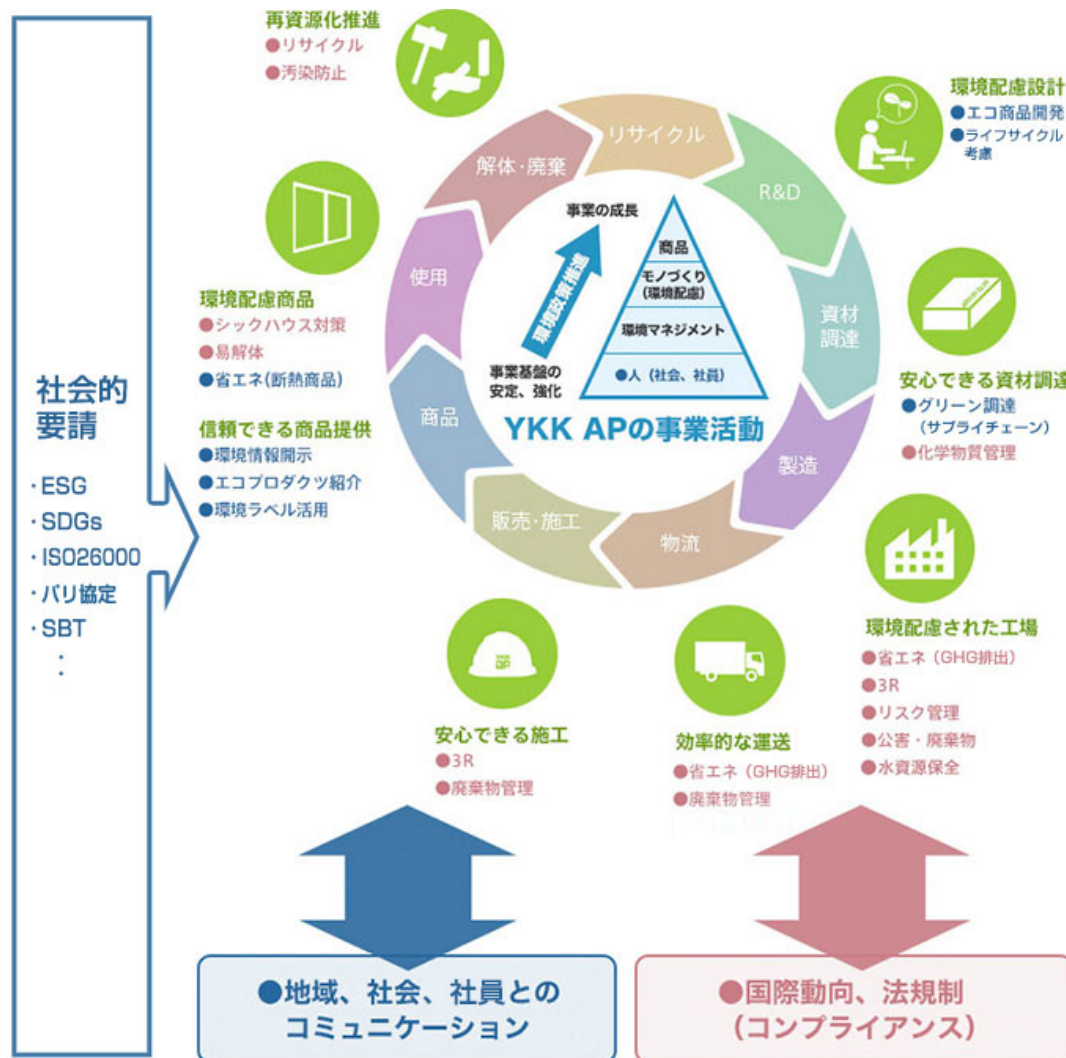 社会的
要請
・ESG
・SDGs
・ISO26000
・パリ協定
・SBT
：
再資源化推進
●リサイクル
●汚染防止
環境配慮設計
●エコ商品開発
●ライフサイクル
考慮
環境配慮商品
●シックハウス対策
●易解体
●省エネ(断熱商品)
信頼できる商品提供
●環境情報開示
●エコプロダクツ紹介
●環境ラベル活用
リサイクル
R&D
資材
調達
製造
物流
販売・施工
商品
使用
解体・廃棄
事業の成長
環境政策推進
事業基盤の
安定、強化
商品
モノづくり
(環境配慮)
環境マネジメント
●人（社会、社員）
YKK APの事業活動
安心できる資材調達
●グリーン調達
（サプライチェーン）
●化学物質管理
環境配慮された工場
●省エネ（GHG排出）
●3R
●リスク管理
●公害・廃棄物
●水資源保全
安心できる施工
●3R
●廃棄物管理
効率的な運送
●省エネ（GHG排出）
●廃棄物管理
●地域、社会、社員との
コミュニケーション
●国際動向、法規制
（コンプライアンス）